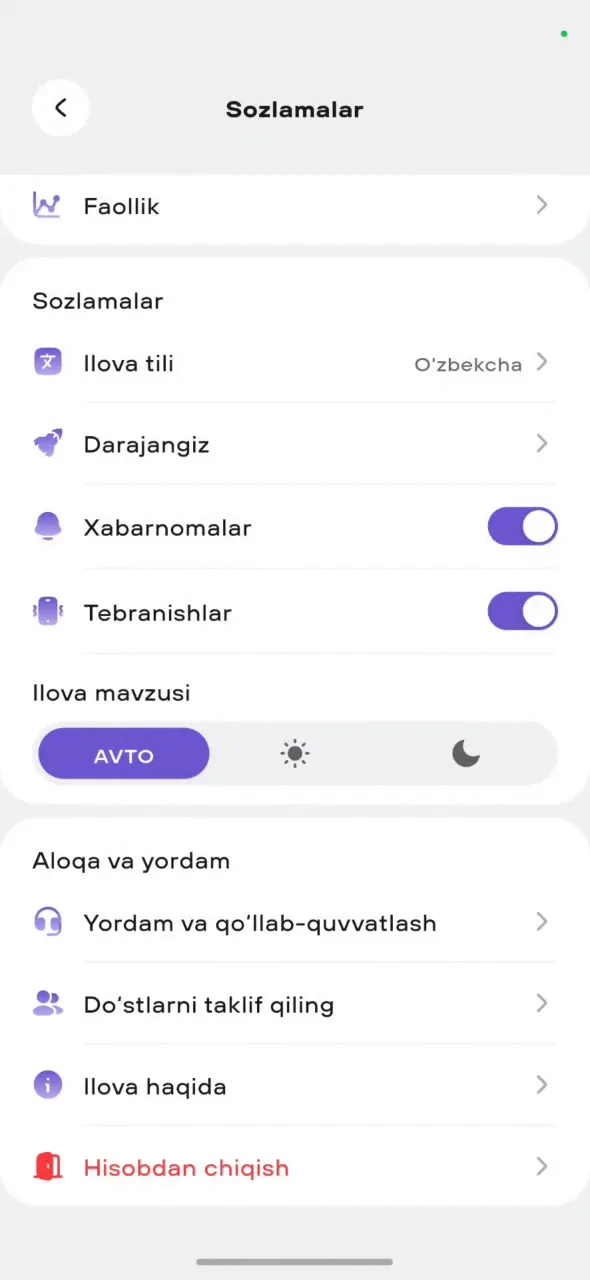 Sozlamalar
Faollik
Sozlamalar
Ilova tili
O'zbekcha
Darajangiz
Xabarnomalar
Tebranishlar
Ilova mavzusi
AVTO
Aloqa va yordam
Yordam va qo‘llab-quvvatlash
Do‘stlarni taklif qiling
Ilova haqida
Hisobdan chiqish